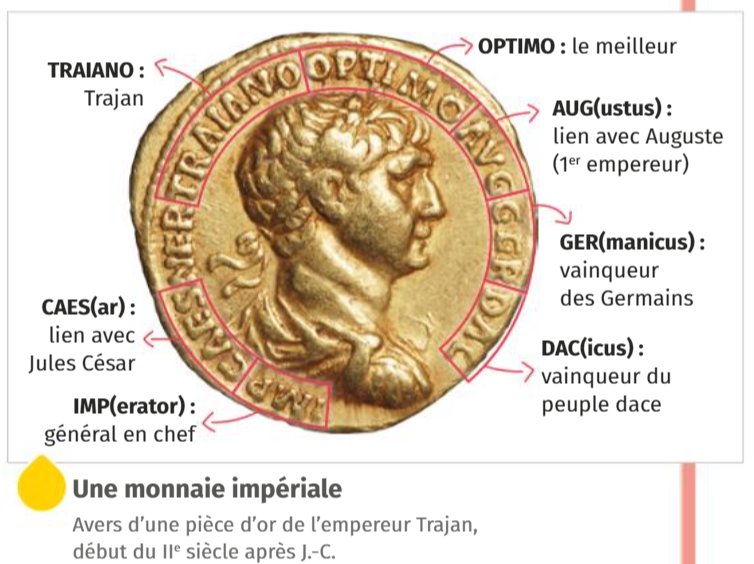 OPTIMO : le meilleur
TRAIANO :
Trajan
AUG(ustus) :
lien avec Auguste
(1er empereur)
GER(manicus) :
vainqueur
des Germains
CAES(ar) :
lien avec
Jules César
DAC(icus) :
vainqueur du
peuple dace
IMP(erator) :
général en chef
IMP CAES NER TRAIANO OPTIMO AVG GER DAC
Une monnaie impériale
Avers d’une pièce d’or de l’empereur Trajan,
début du IIe siècle après J.-C.